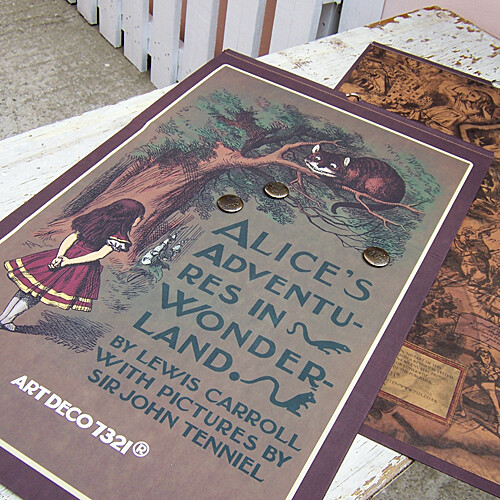 ALICE'S
ADVENTU-
RES IN
WONDER-
LAND.
BY LEWIS CARROLL
WITH PICTURES BY
SIR JOHN TENNIEL
ART DECO 7321®